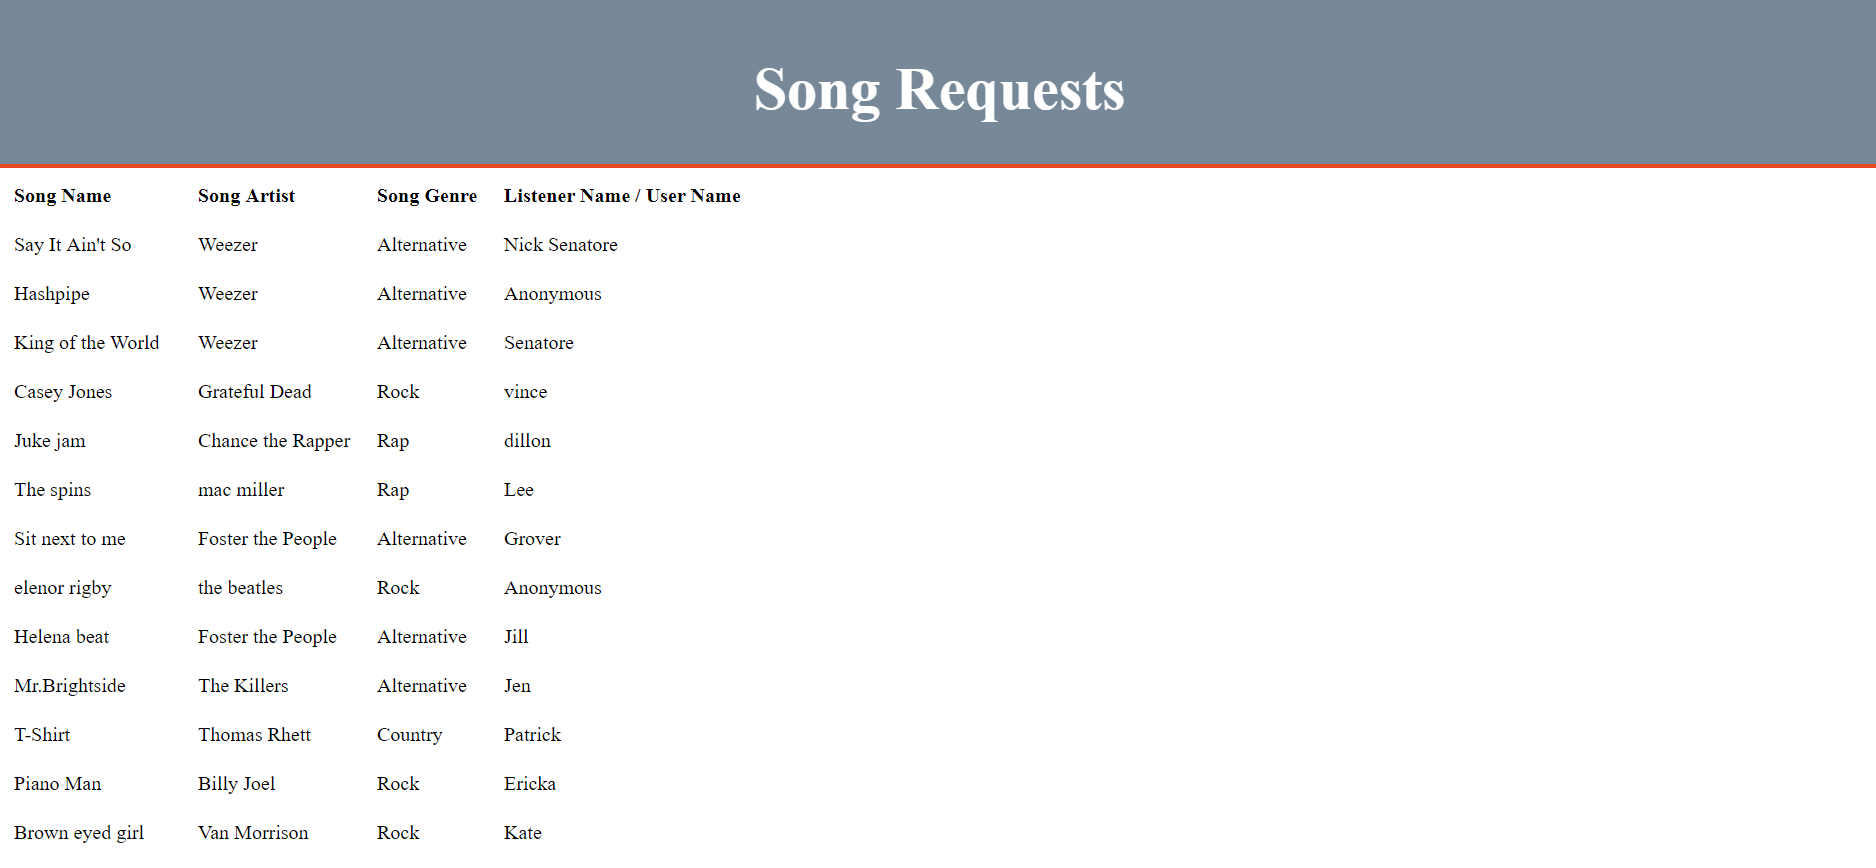 Song Requests
Song Name Song Artist Song Genre Listener Name / User Name
Say It Ain't So Weezer Alternative Nick Senatore
Hashpipe Weezer Alternative Anonymous
King of the World Weezer Alternative Senatore
Casey Jones Grateful Dead Rock vince
Juke jam Chance the Rapper Rap dillon
The spins mac miller Rap Lee
Sit next to me Foster the People Alternative Grover
elenor rigby the beatles Rock Anonymous
Helena beat Foster the People Alternative Jill
Mr.Brightside The Killers Alternative Jen
T-Shirt Thomas Rhett Country Patrick
Piano Man Billy Joel Rock Ericka
Brown eyed girl Van Morrison Rock Kate